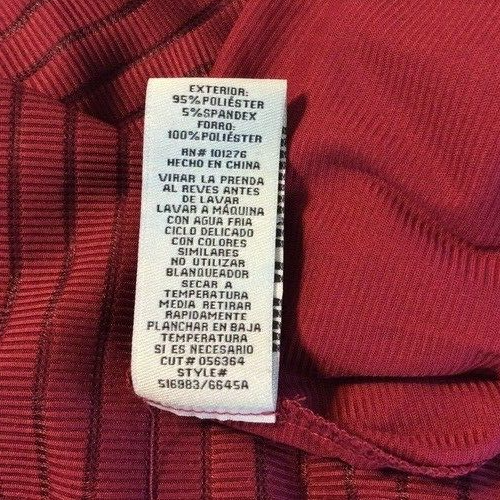 EXTERIOR:
95% POLIÉSTER
5% SPANDEX
FORRO:
100% POLIÉSTER
RN# 101276
HECHO EN CHINA
VIRAR LA PRENDA
AL REVES ANTES
DE LAVAR
LAVAR A MÁQUINA
CON AGUA FRIA
CICLO DELICADO
CON COLORES
SIMILARES
NO UTILIZAR
BLANQUEADOR
SECAR A
TEMPERATURA
MEDIA RETIRAR
RAPIDAMENTE
PLANCHAR EN BAJA
TEMPERATURA
SI ES NECESARIO
CUT# 056364
STYLE#
516983/6645A